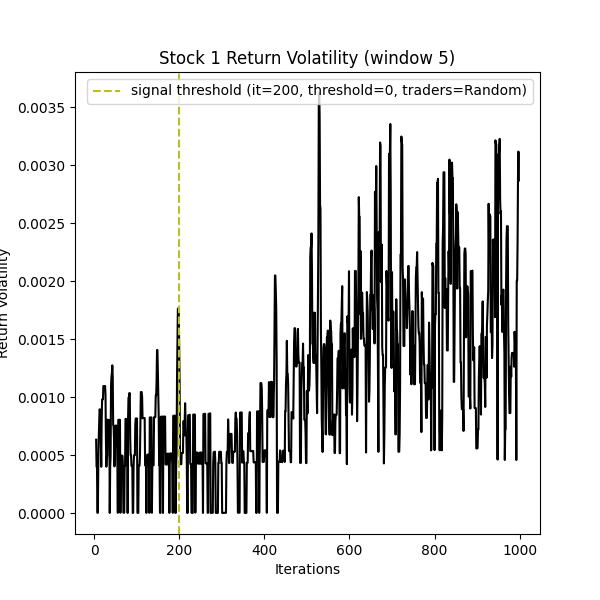 Stock 1 Return Volatility (window 5)
signal threshold (it=200, threshold=0, traders=Random)
Return Volatility
0.0035
0.0030
0.0025
0.0020
0.0015
0.0010
0.0005
0.0000
0 200 400 600 800 1000
Iterations